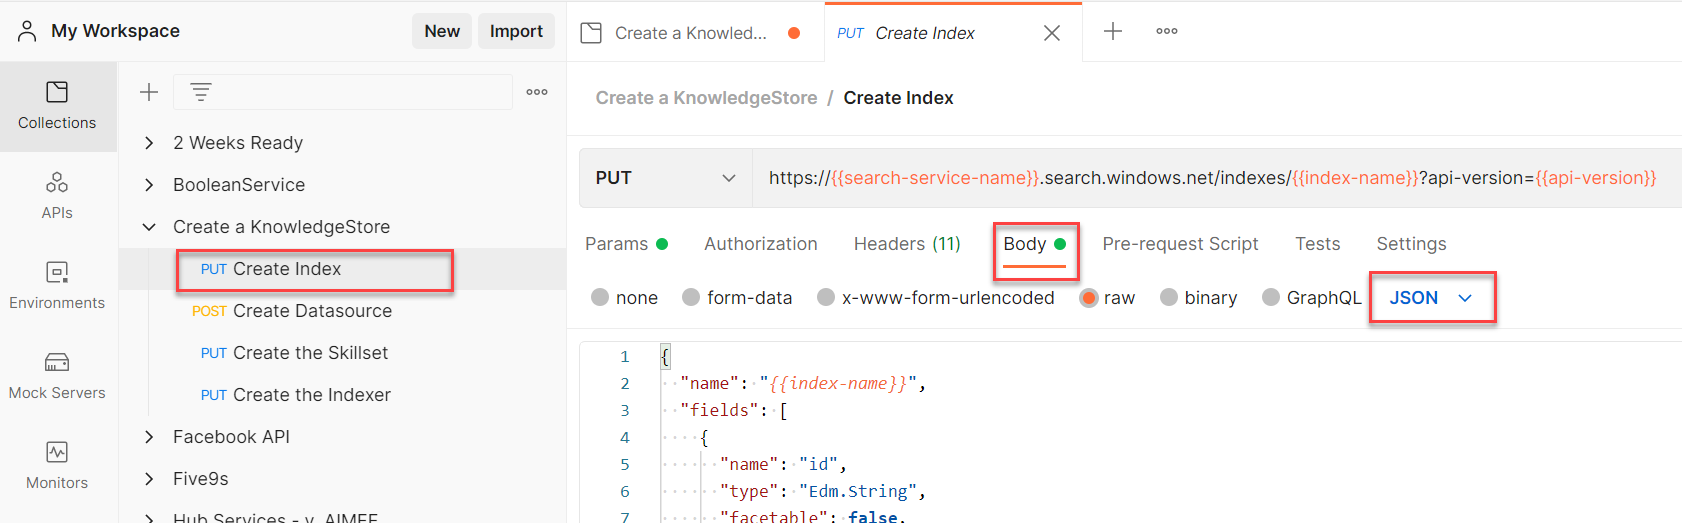 My Workspace
New
Import
Collections
APIs
Environments
Mock Servers
Monitors
2 Weeks Ready
BooleanService
Create a KnowledgeStore
PUT Create Index
POST Create Datasource
PUT Create the Skillset
PUT Create the Indexer
Facebook API
Five9s
Hub Services - v. AIMEE
Create a Knowled...
PUT Create Index
Create a KnowledgeStore / Create Index
PUT
https://{{search-service-name}}.search.windows.net/indexes/{{index-name}}?api-version={{api-version}}
Params Authorization Headers (11) Body Pre-request Script Tests Settings
none form-data x-www-form-urlencoded raw binary GraphQL JSON
1 {
2 "name": "{{index-name}}",
3 "fields": [
4 {
5 "name": "id",
6 "type": "Edm.String",
7 "facetable": false,